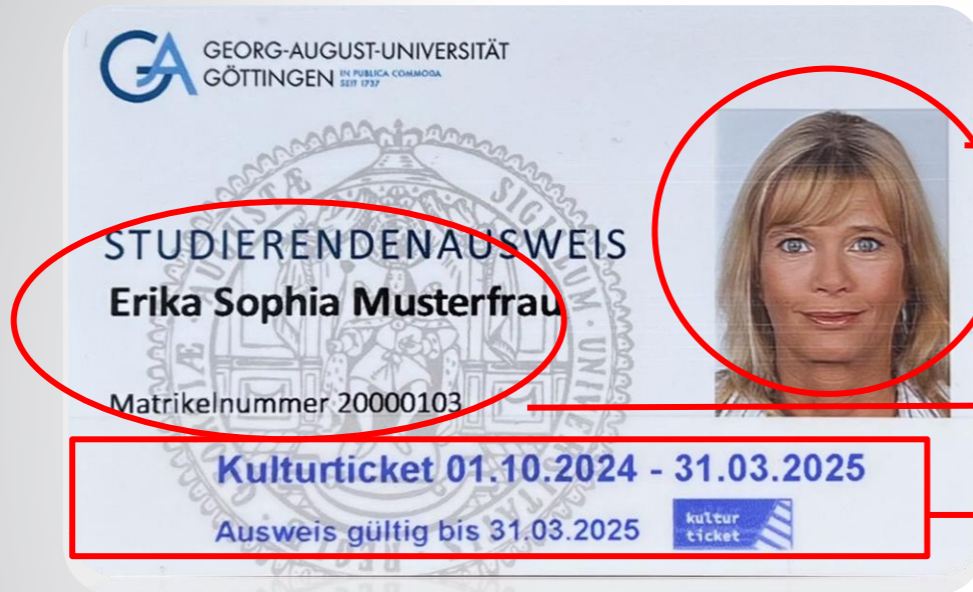 GEORG-AUGUST-UNIVERSITÄT
GÖTTINGEN IN PUBLICA COMMODA
SEIT 1737
STUDIERENDENAUSWEIS
Erika Sophia Musterfrau
Matrikelnummer 20000103
Kulturticket 01.10.2024 - 31.03.2025
Ausweis gültig bis 31.03.2025
kultur
ticket